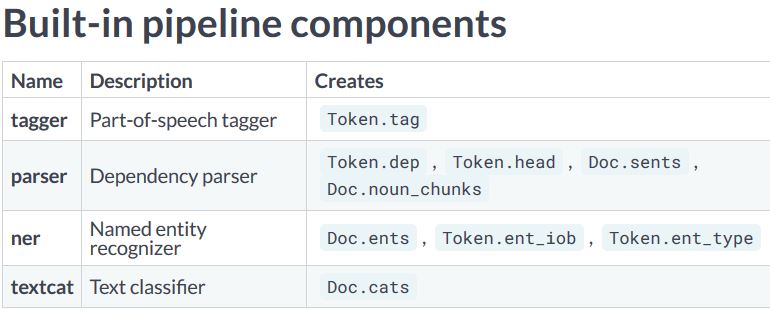 Built-in pipeline components
Name Description Creates
tagger Part-of-speech tagger Token.tag
parser Dependency parser Token.dep , Token.head , Doc.sents ,
Doc.noun_chunks
ner Named entity
recognizer Doc.ents , Token.ent_iob , Token.ent_type
textcat Text classifier Doc.cats